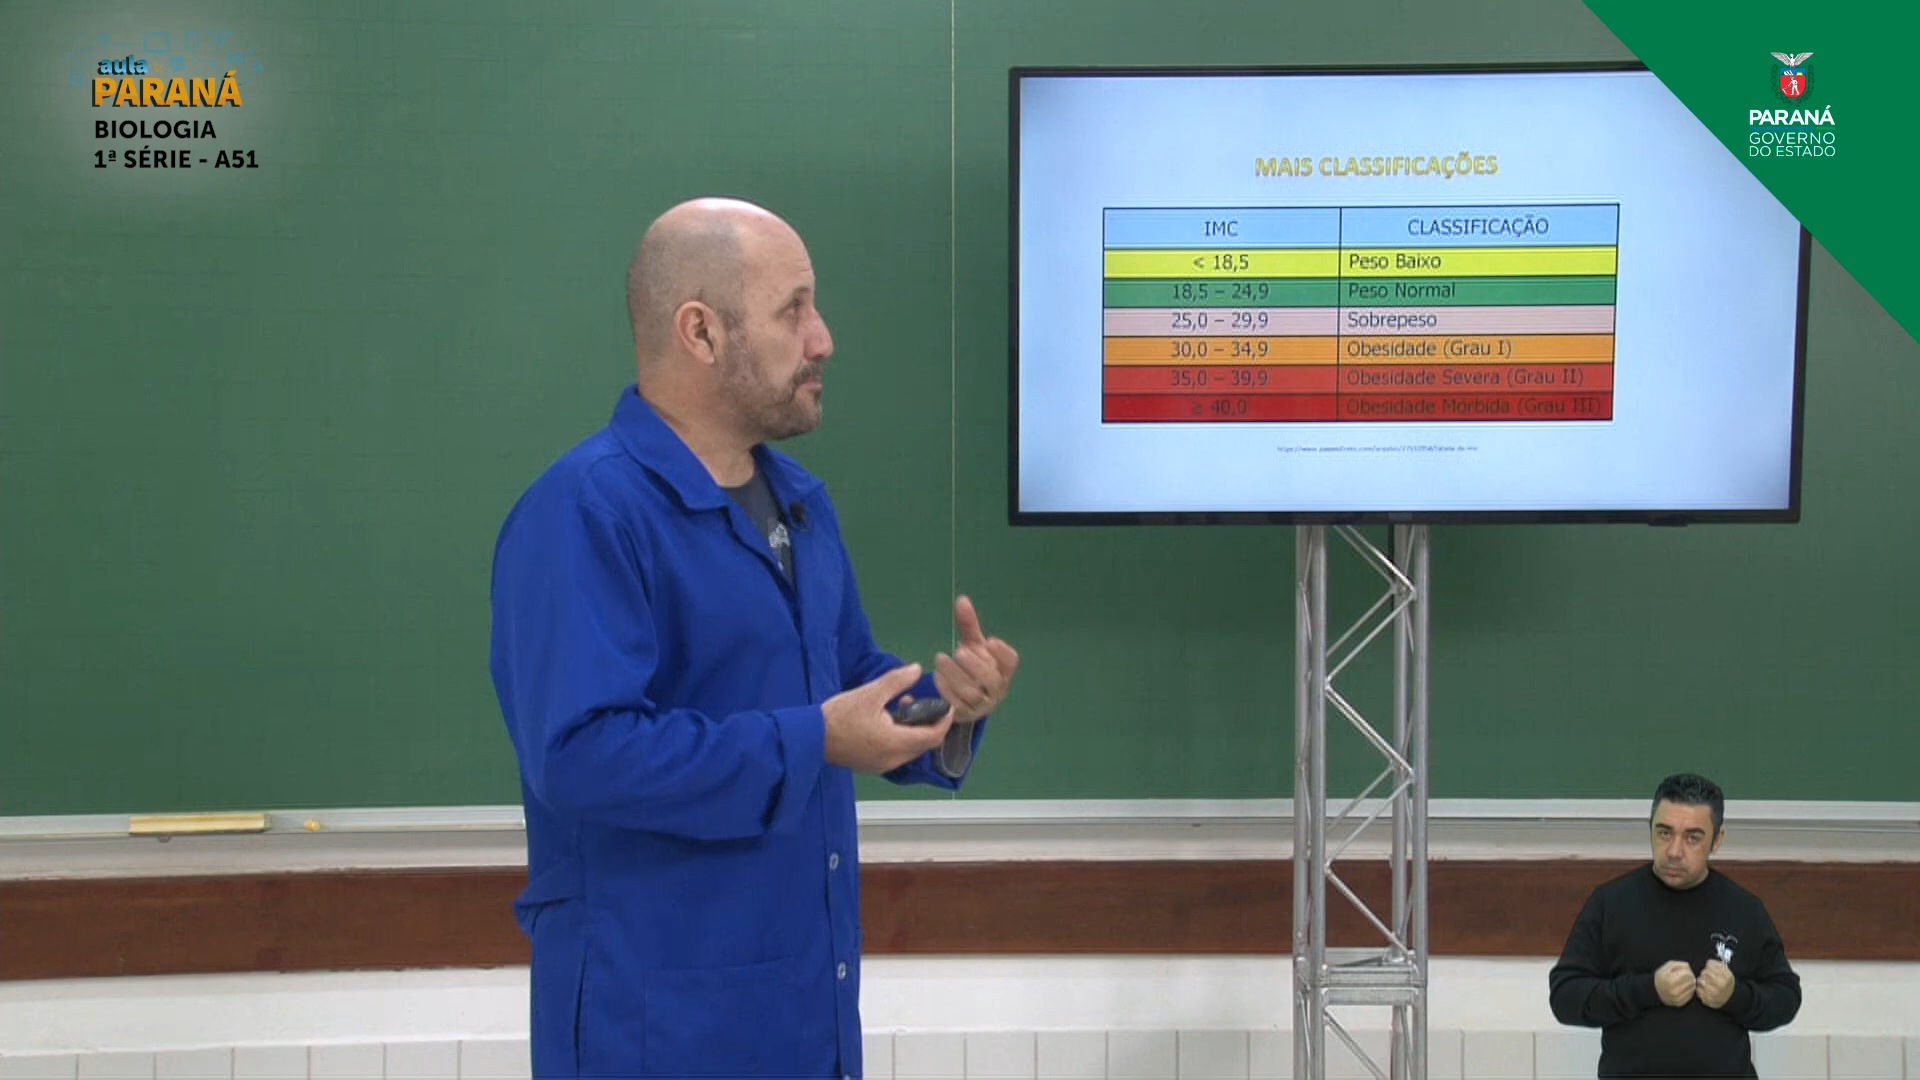 aula
PARANÁ
BIOLOGIA
1ª SÉRIE - A51
PARANÁ
GOVERNO
DO ESTADO
MAIS CLASSIFICAÇÕES
IMC CLASSIFICAÇÃO
< 18,5 Peso Baixo
18,5 – 24,9 Peso Normal
25,0 – 29,9 Sobrepeso
30,0 – 34,9 Obesidade (Grau I)
35,0 – 39,9 Obesidade Severa (Grau II)
≥ 40,0 Obesidade Mórbida (Grau III)